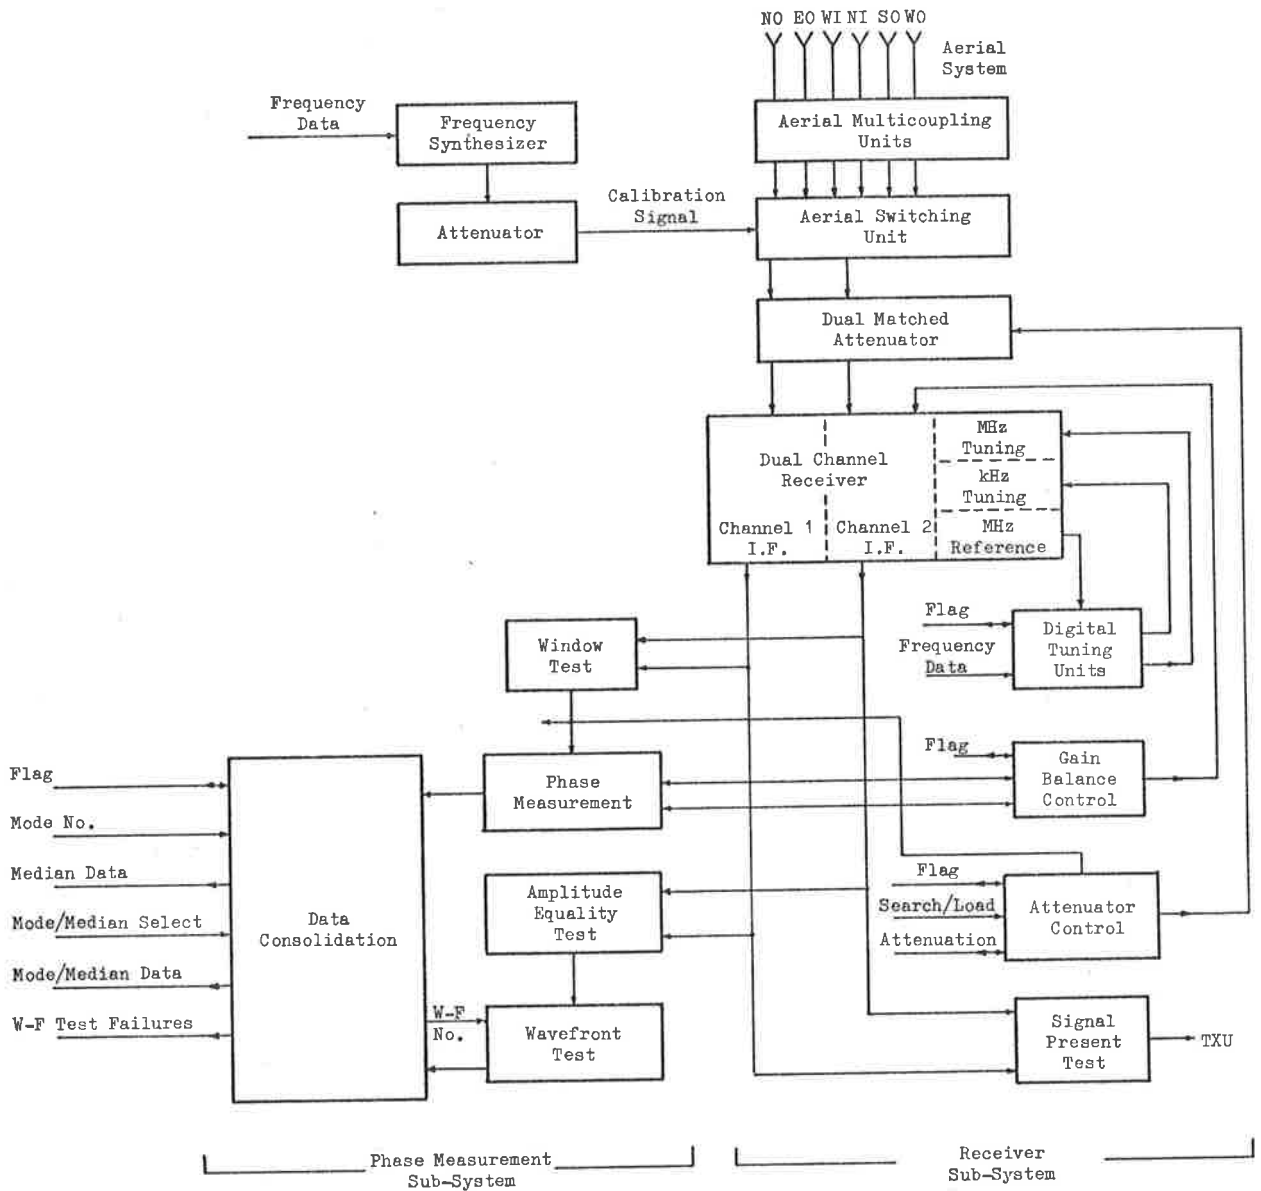 NO EO WI NI SO WO
Aerial
System
Frequency
Data
Frequency
Synthesizer
Aerial Multicoupling
Units
Attenuator
Calibration
Signal
Aerial Switching
Unit
Dual Matched
Attenuator
Dual Channel
Receiver
MHz
Tuning
kHz
Tuning
MHz
Reference
Channel 1
I.F.
Channel 2
I.F.
Window
Test
Flag
Frequency
Data
Digital
Tuning
Units
Flag
Gain
Balance
Control
Phase
Measurement
Flag
Mode No.
Median Data
Mode/Median Select
Mode/Median Data
W-F Test Failures
Data
Consolidation
Amplitude
Equality
Test
Flag
Search/Load
Attenuation
Attenuator
Control
W-F
No.
Wavefront
Test
Signal
Present
Test
TXU
Phase Measurement
Sub-System
Receiver
Sub-System